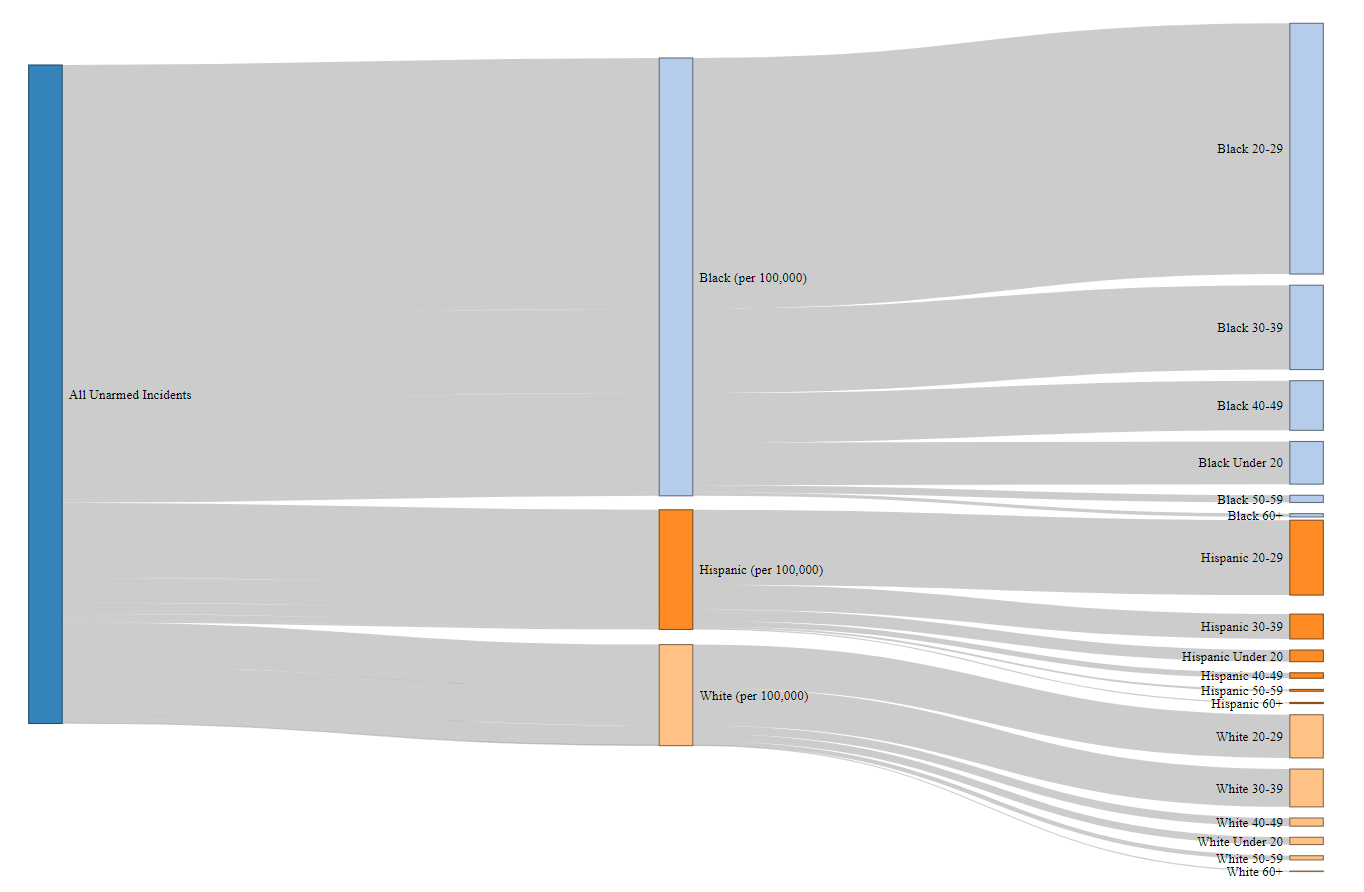 All Unarmed Incidents
Black (per 100,000)
Hispanic (per 100,000)
White (per 100,000)
Black 20-29
Black 30-39
Black 40-49
Black Under 20
Black 50-59
Black 60+
Hispanic 20-29
Hispanic 30-39
Hispanic Under 20
Hispanic 40-49
Hispanic 50-59
Hispanic 60+
White 20-29
White 30-39
White 40-49
White Under 20
White 50-59
White 60+